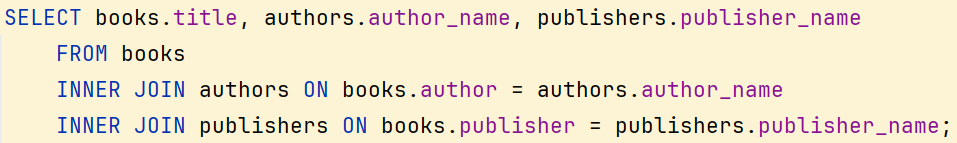 SELECT books.title, authors.author_name, publishers.publisher_name
    FROM books
    INNER JOIN authors ON books.author = authors.author_name
    INNER JOIN publishers ON books.publisher = publishers.publisher_name;